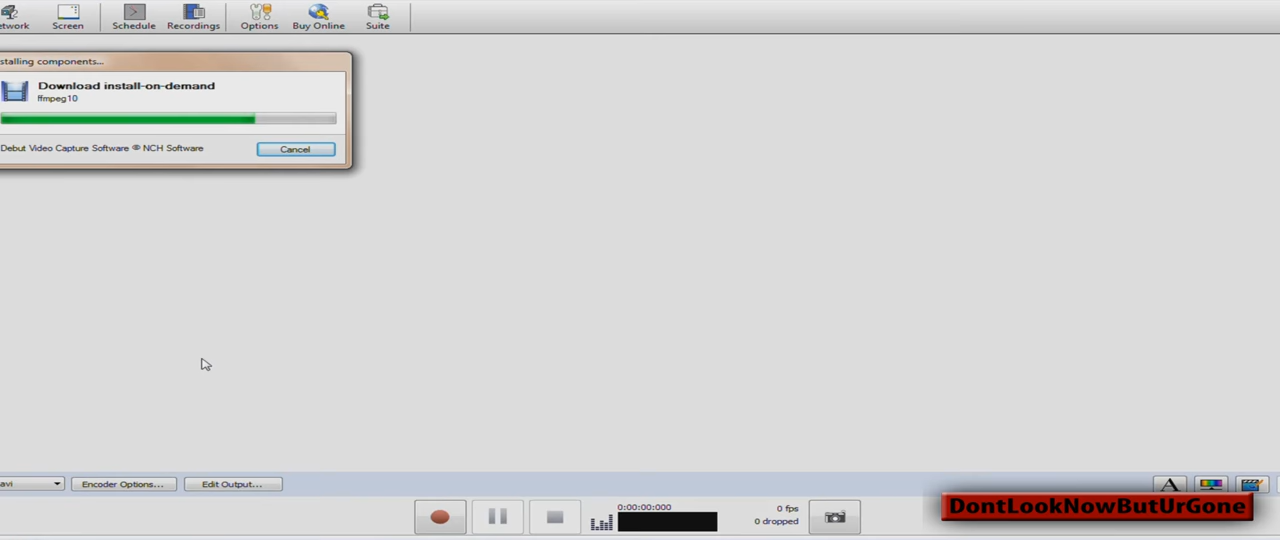 etwork Screen Schedule Recordings Options Buy Online Suite
stalling components...
Download install-on-demand
ffmpeg10
Debut Video Capture Software © NCH Software
Cancel
avi Encoder Options... Edit Output... A
0:00:00:000
0 fps
0 dropped
DontLookNowButUrGone